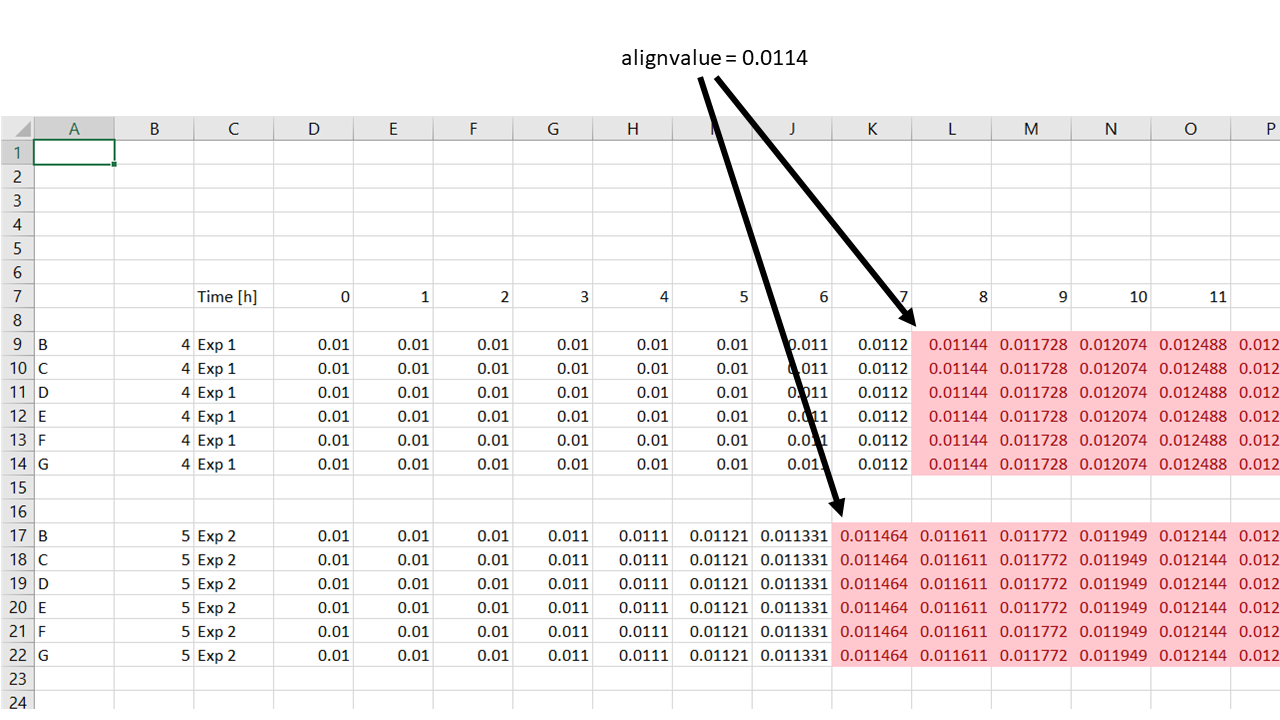 alignvalue = 0.0114
A B C D E F G H I J K L M N O P
1
2
3
4
5
6
7 Time [h] 0 1 2 3 4 5 6 7 8 9 10 11
8
9 B 4 Exp 1 0.01 0.01 0.01 0.01 0.01 0.01 0.011 0.0112 0.01144 0.011728 0.012074 0.012488 0.012
10 C 4 Exp 1 0.01 0.01 0.01 0.01 0.01 0.01 0.011 0.0112 0.01144 0.011728 0.012074 0.012488 0.012
11 D 4 Exp 1 0.01 0.01 0.01 0.01 0.01 0.01 0.011 0.0112 0.01144 0.011728 0.012074 0.012488 0.012
12 E 4 Exp 1 0.01 0.01 0.01 0.01 0.01 0.01 0.011 0.0112 0.01144 0.011728 0.012074 0.012488 0.012
13 F 4 Exp 1 0.01 0.01 0.01 0.01 0.01 0.01 0.011 0.0112 0.01144 0.011728 0.012074 0.012488 0.012
14 G 4 Exp 1 0.01 0.01 0.01 0.01 0.01 0.01 0.011 0.0112 0.01144 0.011728 0.012074 0.012488 0.012
15
16
17 B 5 Exp 2 0.01 0.01 0.01 0.011 0.0111 0.01121 0.011331 0.011464 0.011611 0.011772 0.011949 0.012144 0.012
18 C 5 Exp 2 0.01 0.01 0.01 0.011 0.0111 0.01121 0.011331 0.011464 0.011611 0.011772 0.011949 0.012144 0.012
19 D 5 Exp 2 0.01 0.01 0.01 0.011 0.0111 0.01121 0.011331 0.011464 0.011611 0.011772 0.011949 0.012144 0.012
20 E 5 Exp 2 0.01 0.01 0.01 0.011 0.0111 0.01121 0.011331 0.011464 0.011611 0.011772 0.011949 0.012144 0.012
21 F 5 Exp 2 0.01 0.01 0.01 0.011 0.0111 0.01121 0.011331 0.011464 0.011611 0.011772 0.011949 0.012144 0.012
22 G 5 Exp 2 0.01 0.01 0.01 0.011 0.0111 0.01121 0.011331 0.011464 0.011611 0.011772 0.011949 0.012144 0.012
23
24